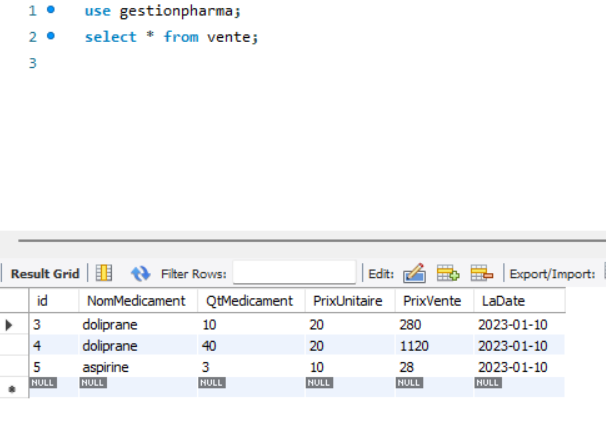 1 use gestionpharma;
2 select * from vente;
3
Result Grid Filter Rows: Edit: Export/Import:
id NomMedicament QtMedicament PrixUnitaire PrixVente LaDate
3 doliprane 10 20 280 2023-01-10
4 doliprane 40 20 1120 2023-01-10
5 aspirine 3 10 28 2023-01-10
NULL NULL NULL NULL NULL NULL